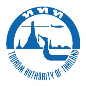 ททท
TOURISM AUTHORITY OF THAILAND